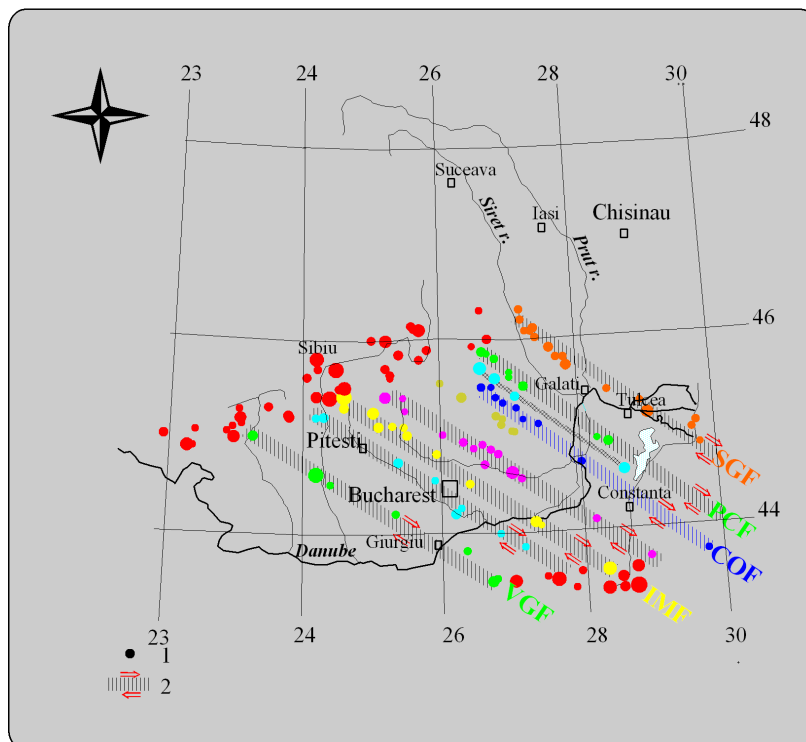 23
24
26
28
30
48
Suceava
Siret r.
Iasi
Chisinau
Prut r.
46
Sibiu
Galati
Tulcea
SGF
Pitesti
Bucharest
Constanta
PCF
44
Giurgiu
Danube
COF
VGF
IMF
23
24
26
28
30
1
2